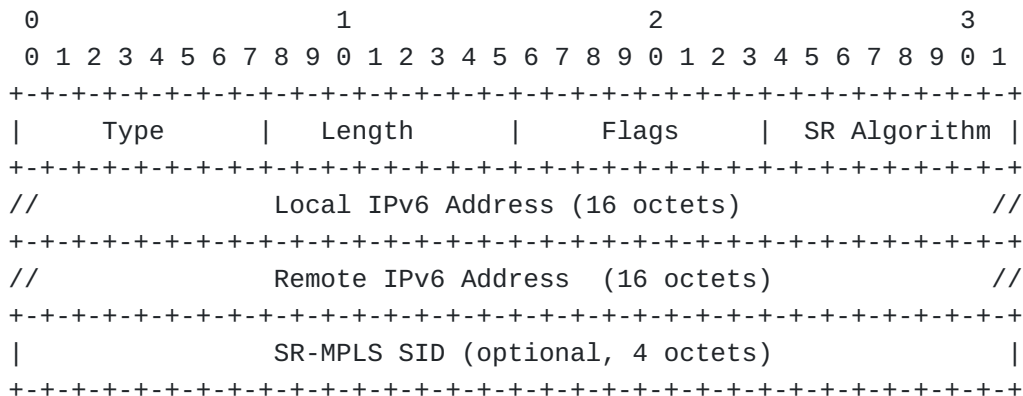 0                   1                   2                   3
 0 1 2 3 4 5 6 7 8 9 0 1 2 3 4 5 6 7 8 9 0 1 2 3 4 5 6 7 8 9 0 1
+-+-+-+-+-+-+-+-+-+-+-+-+-+-+-+-+-+-+-+-+-+-+-+-+-+-+-+-+-+-+-+-+
|     Type      |   Length      |     Flags     |  SR Algorithm |
+-+-+-+-+-+-+-+-+-+-+-+-+-+-+-+-+-+-+-+-+-+-+-+-+-+-+-+-+-+-+-+-+
//               Local IPv6 Address (16 octets)                //
+-+-+-+-+-+-+-+-+-+-+-+-+-+-+-+-+-+-+-+-+-+-+-+-+-+-+-+-+-+-+-+-+
//               Remote IPv6 Address  (16 octets)              //
+-+-+-+-+-+-+-+-+-+-+-+-+-+-+-+-+-+-+-+-+-+-+-+-+-+-+-+-+-+-+-+-+
|                SR-MPLS SID (optional, 4 octets)               |
+-+-+-+-+-+-+-+-+-+-+-+-+-+-+-+-+-+-+-+-+-+-+-+-+-+-+-+-+-+-+-+-+